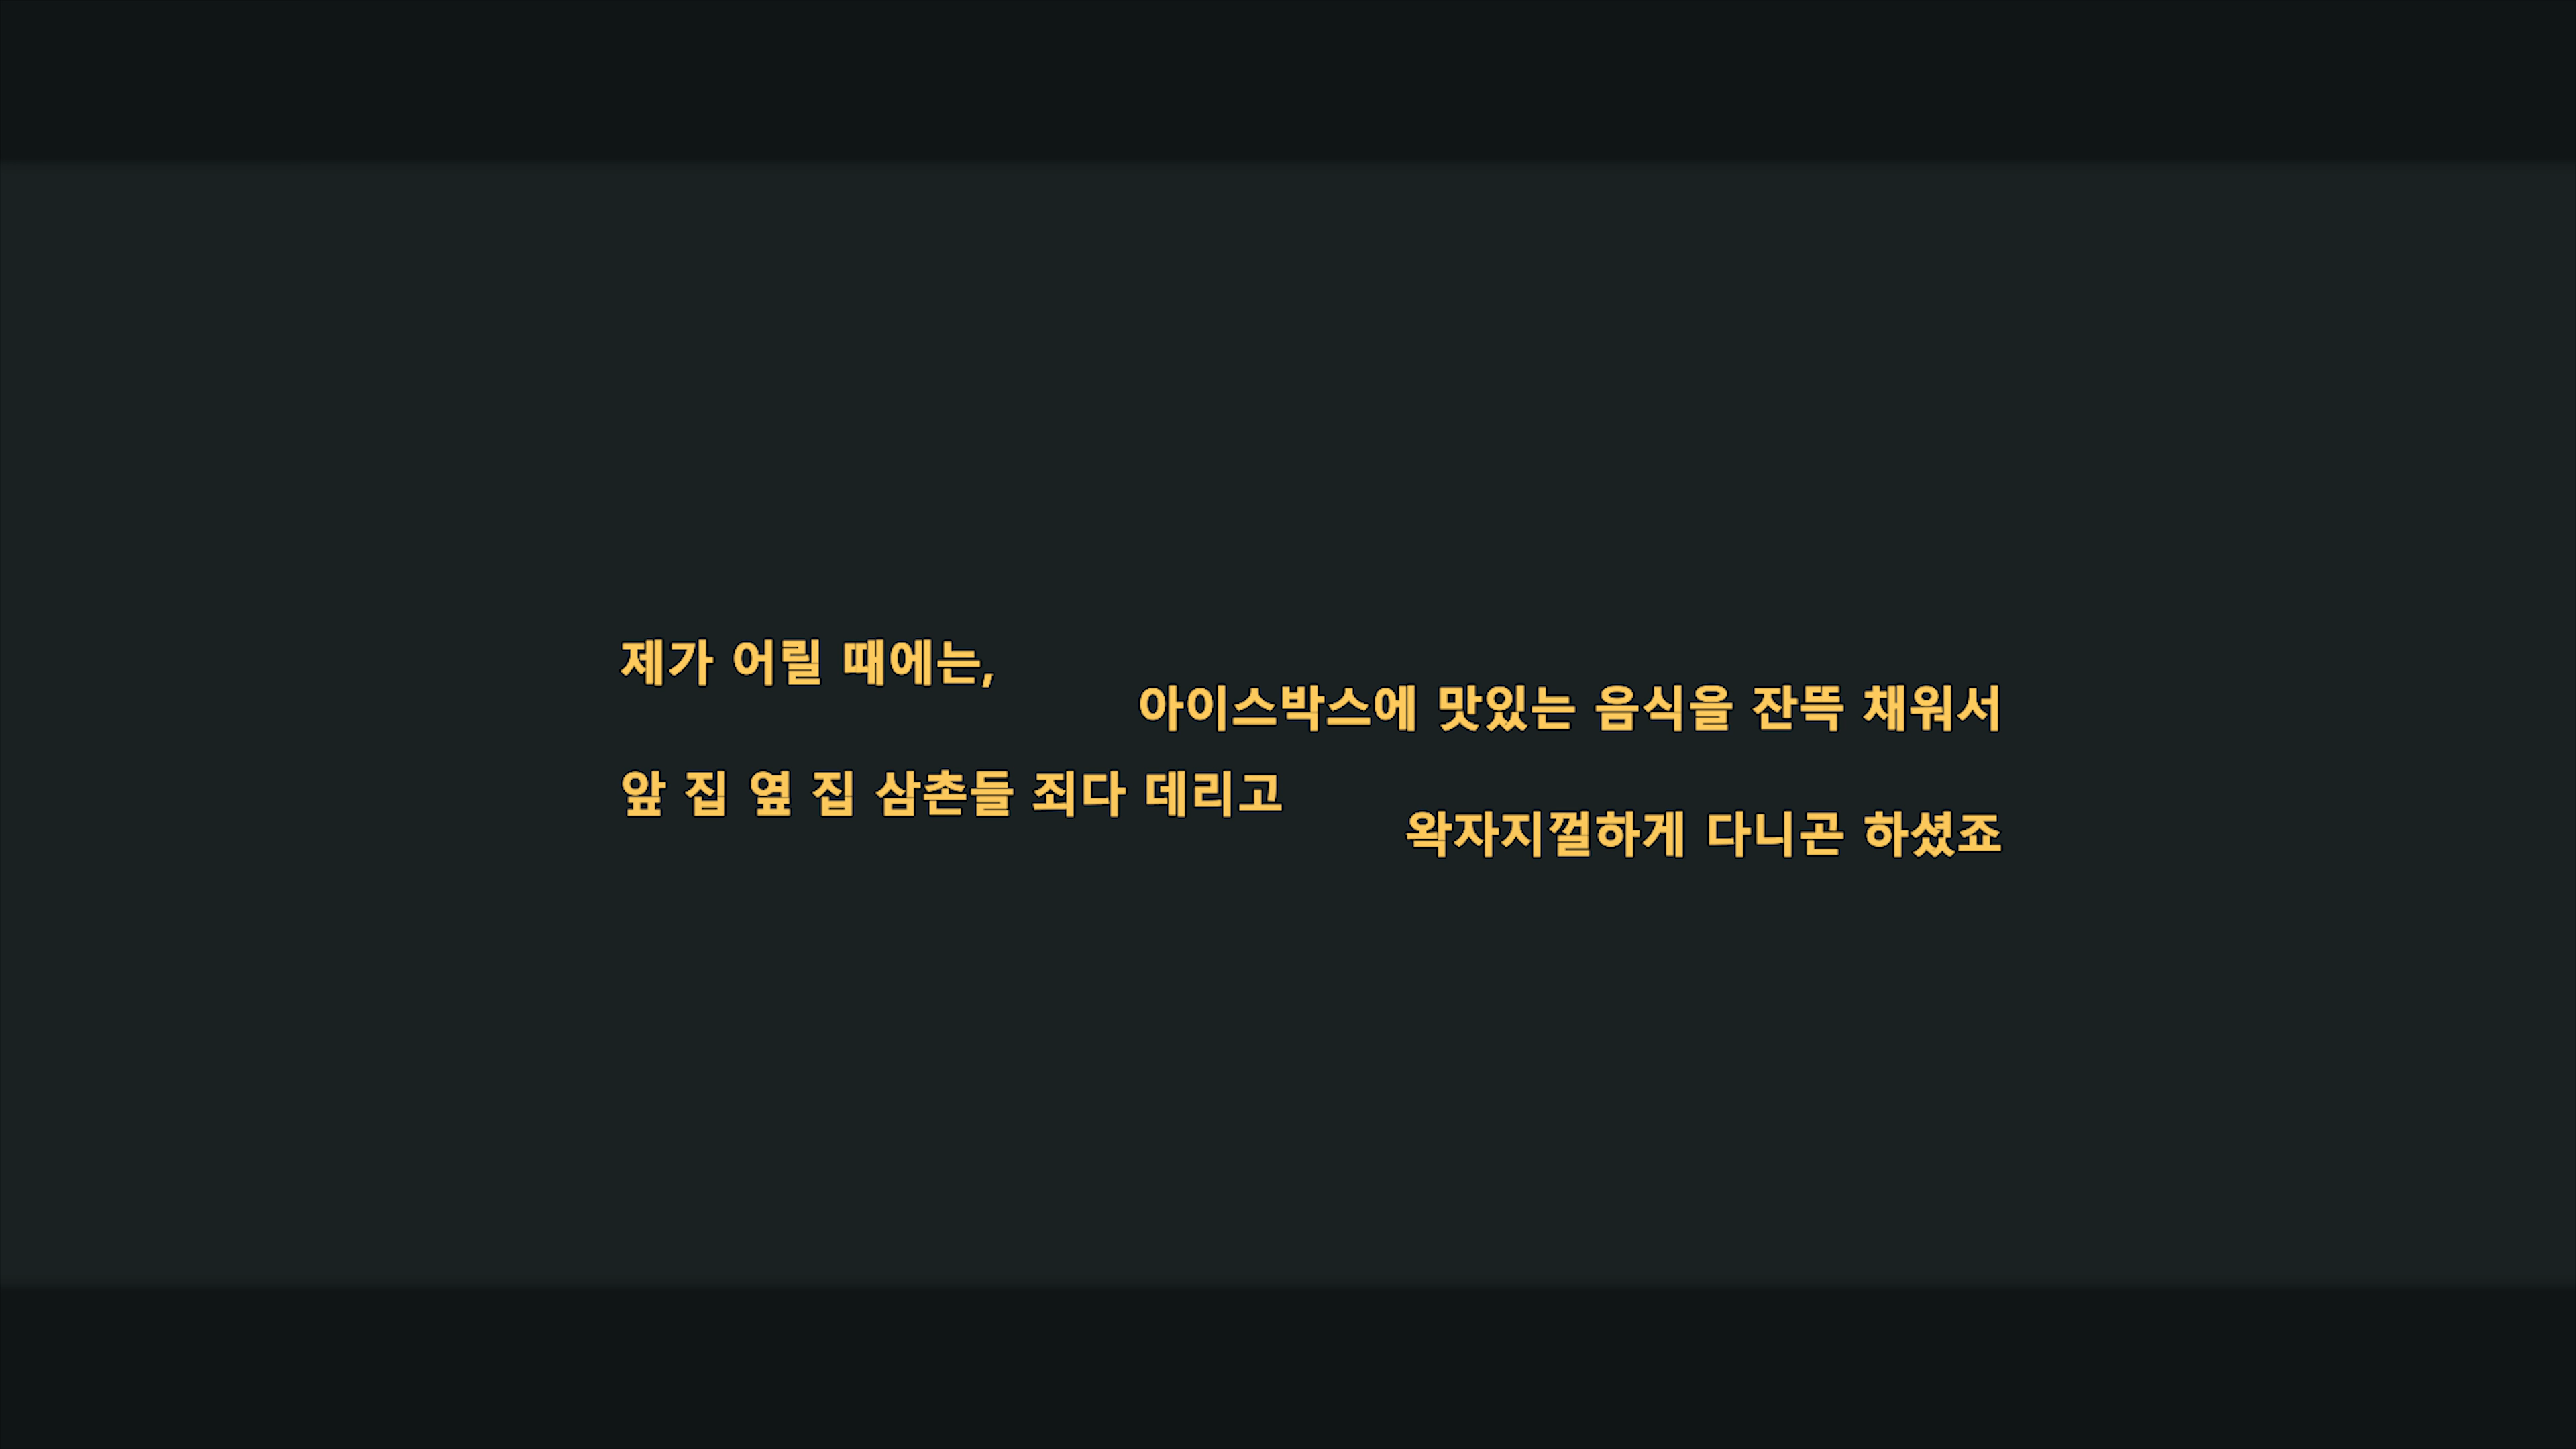 제가 어릴 때에는,
아이스박스에 맛있는 음식을 잔뜩 채워서
앞 집 옆 집 삼촌들 죄다 데리고
왁자지껄하게 다니곤 하셨죠